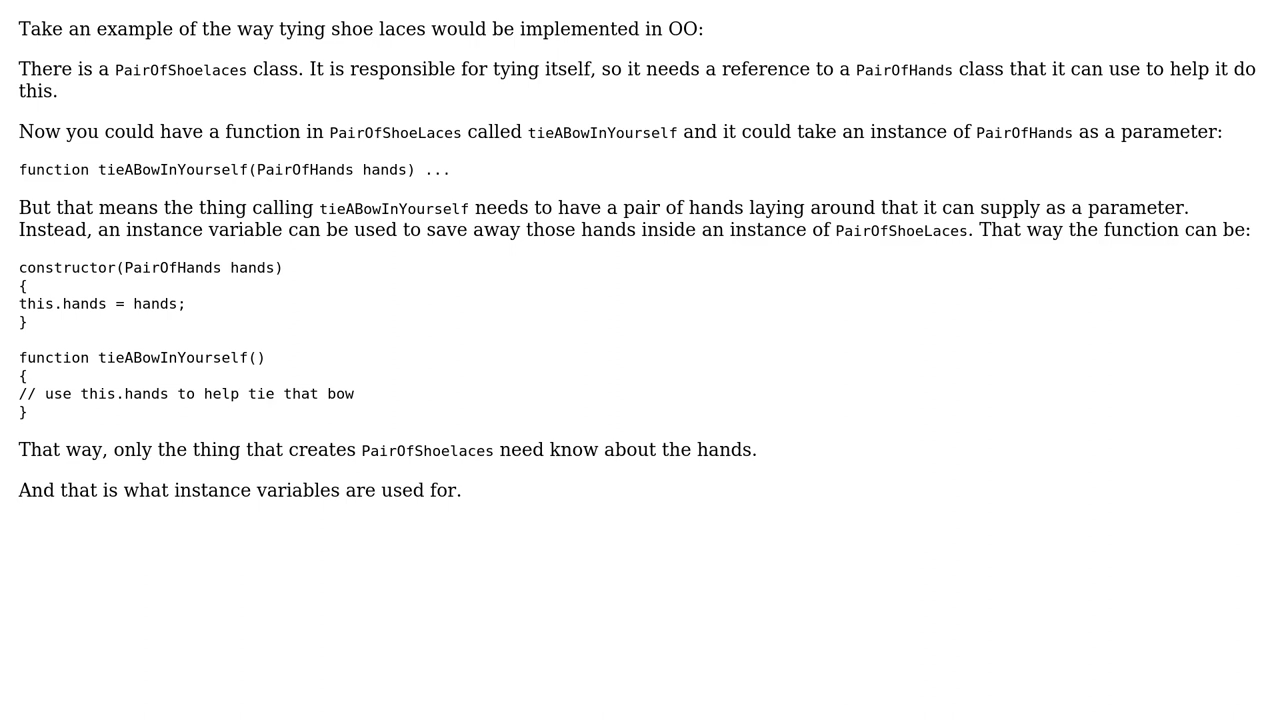 Take an example of the way tying shoe laces would be implemented in OO:
There is a PairOfShoelaces class. It is responsible for tying itself, so it needs a reference to a PairOfHands class that it can use to help it do
this.
Now you could have a function in PairOfShoeLaces called tieABowInYourself and it could take an instance of PairOfHands as a parameter:
function tieABowInYourself(PairOfHands hands) ...
But that means the thing calling tieABowInYourself needs to have a pair of hands laying around that it can supply as a parameter.
Instead, an instance variable can be used to save away those hands inside an instance of PairOfShoeLaces. That way the function can be:
constructor(PairOfHands hands)
{
this.hands = hands;
}
function tieABowInYourself()
{
// use this.hands to help tie that bow
}
That way, only the thing that creates PairOfShoelaces need know about the hands.
And that is what instance variables are used for.